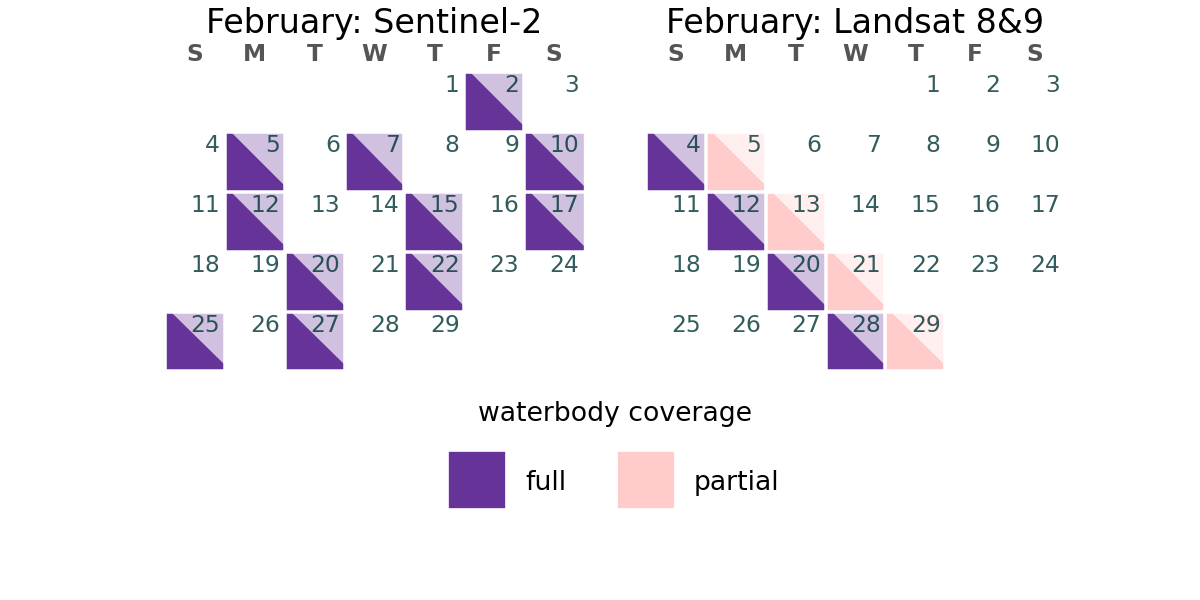 February: Sentinel-2
S M T W T F S
1 2 3
4 5 6 7 8 9 10
11 12 13 14 15 16 17
18 19 20 21 22 23 24
25 26 27 28 29
February: Landsat 8&9
S M T W T F S
1 2 3
4 5 6 7 8 9 10
11 12 13 14 15 16 17
18 19 20 21 22 23 24
25 26 27 28 29
waterbody coverage
full partial